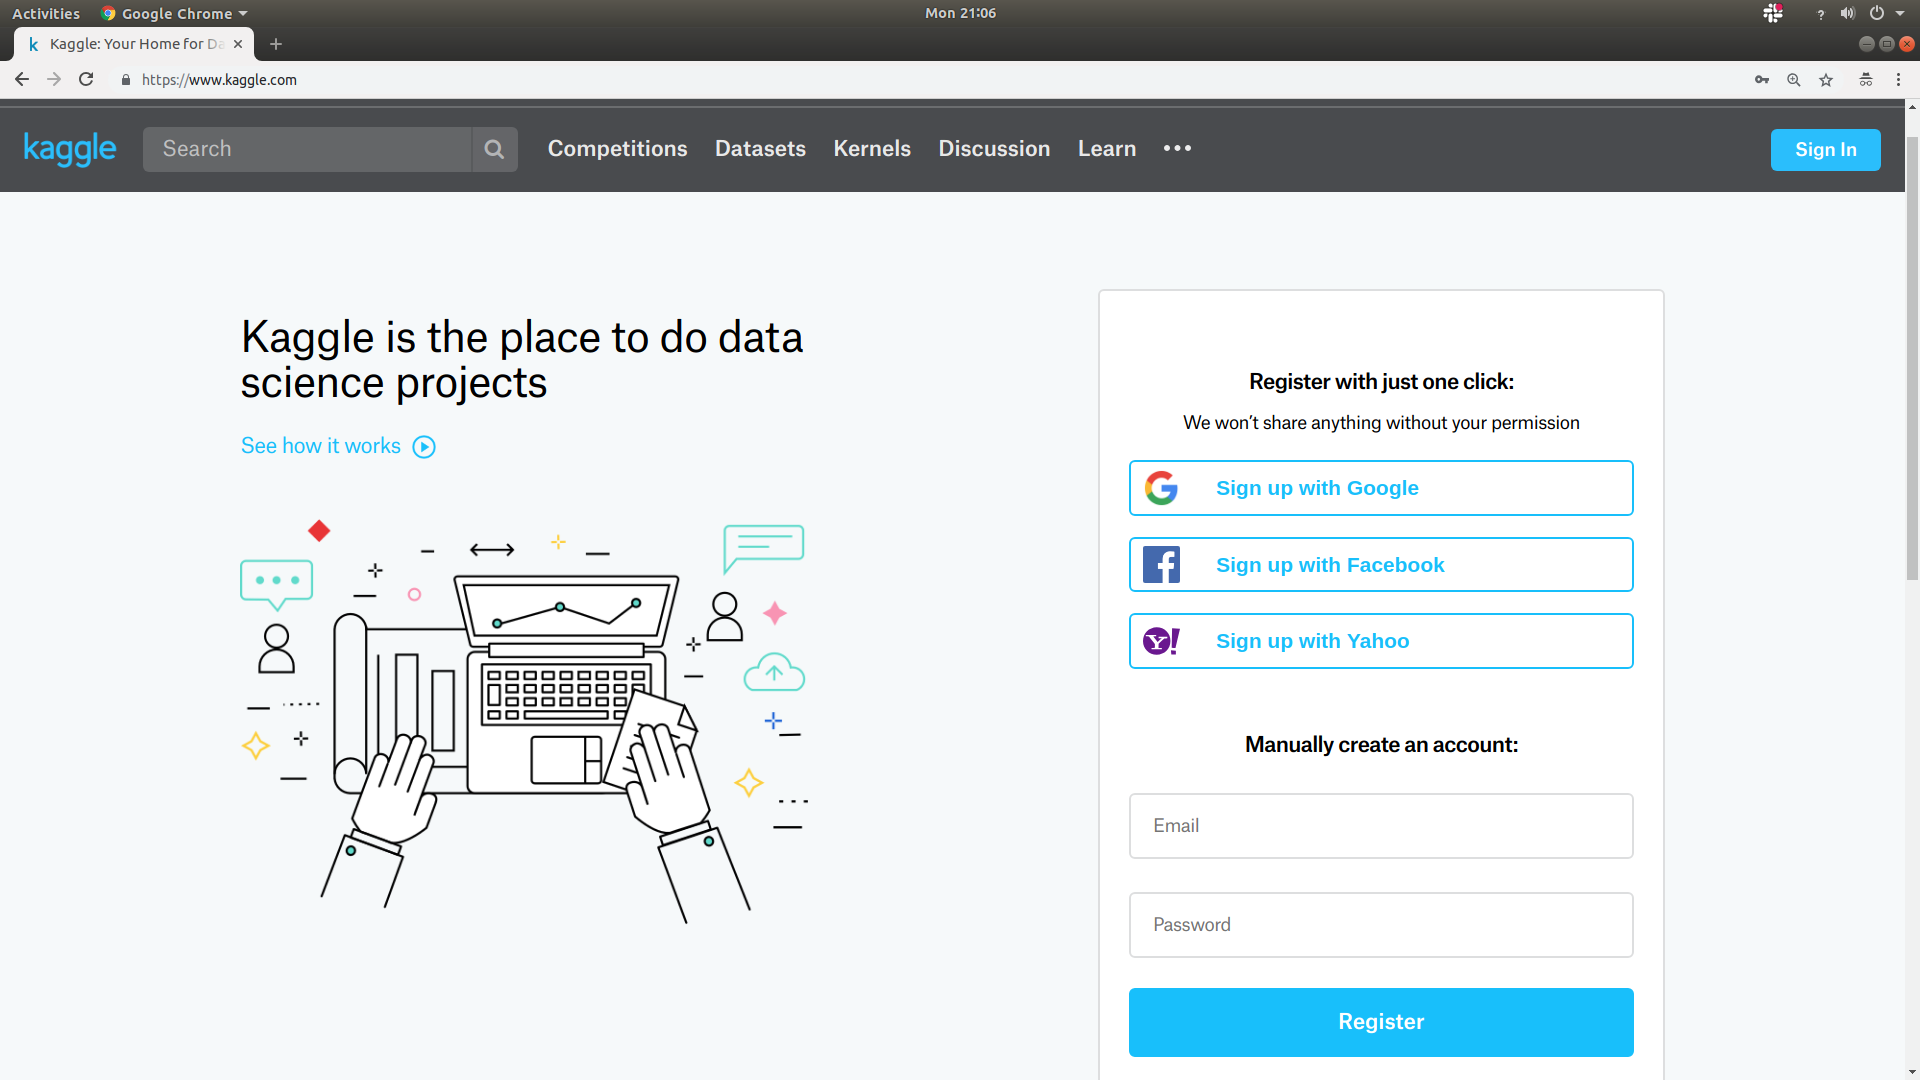 Activities
Google Chrome
Mon 21:06
?
k Kaggle: Your Home for Da
https://www.kaggle.com
kaggle
Search
Competitions
Datasets
Kernels
Discussion
Learn
Sign In
Kaggle is the place to do data
science projects
See how it works
Register with just one click:
We won’t share anything without your permission
G Sign up with Google
f Sign up with Facebook
Y! Sign up with Yahoo
Manually create an account:
Email
Password
Register